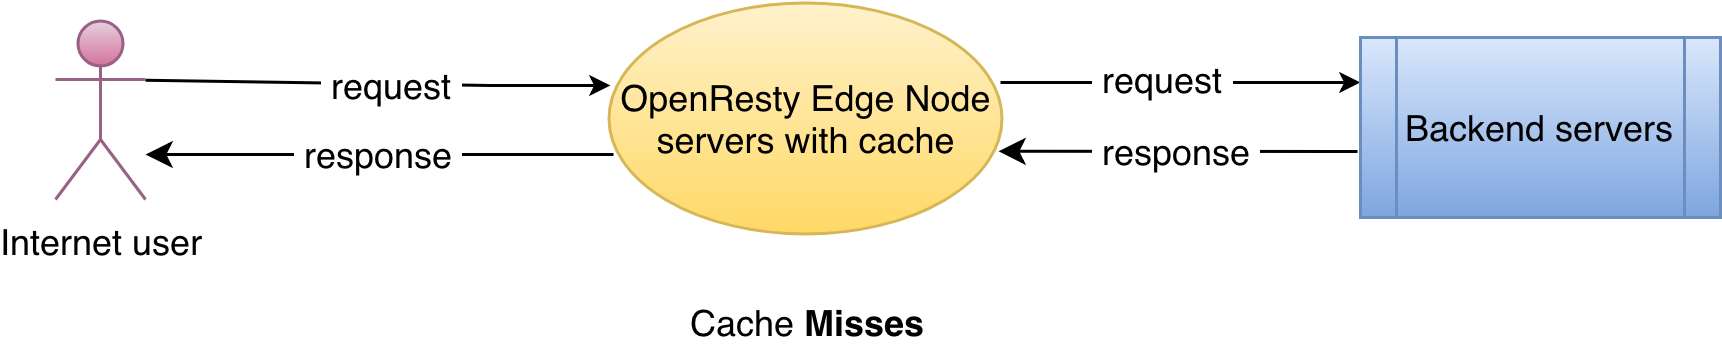 request
response
Internet user
OpenResty Edge Node
servers with cache
request
response
Backend servers
Cache Misses